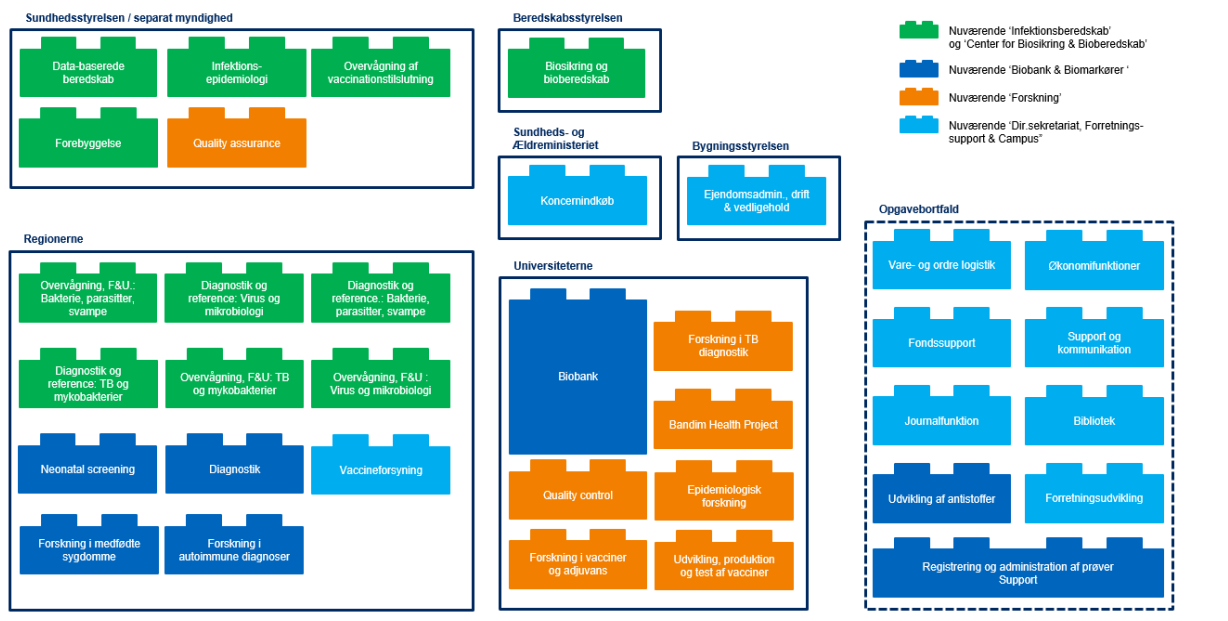 Sundhedsstyrelsen / separat myndighed
Data-baserede
beredskab
Infektions-
epidemiologi
Overvågning af
vaccinationstilslutning
Forebyggelse
Quality assurance
Beredskabsstyrelsen
Biosikring og
bioberedskab
Nuværende 'Infektionsberedskab'
og 'Center for Biosikring & Bioberedskab'
Nuværende 'Biobank & Biomarkører '
Nuværende 'Forskning'
Nuværende 'Dir.sekretariat, Forretnings-
support & Campus"
Sundheds- og
Ældreministeriet
Koncernindkøb
Bygningsstyrelsen
Ejendomsadmin., drift
& vedligehold
Regionerne
Overvågning, F&U.:
Bakterie, parasitter,
svampe
Diagnostik og
reference: Virus og
mikrobiologi
Diagnostik og
reference.: Bakterie,
parasitter, svampe
Diagnostik og
reference: TB og
mykobakterier
Overvågning, F&U: TB
og mykobakterier
Overvågning, F&U :
Virus og mikrobiologi
Neonatal screening
Diagnostik
Vaccineforsyning
Forskning i medfødte
sygdomme
Forskning i
autoimmune diagnoser
Universiteterne
Biobank
Forskning i TB
diagnostik
Bandim Health Project
Quality control
Epidemiologisk
forskning
Forskning i vacciner
og adjuvans
Udvikling, produktion
og test af vacciner
Opgavebortfald
Vare- og ordre logistik
Økonomifunktioner
Fondssupport
Support og
kommunikation
Journalfunktion
Bibliotek
Udvikling af antistoffer
Forretningsudvikling
Registrering og administration af prøver
Support